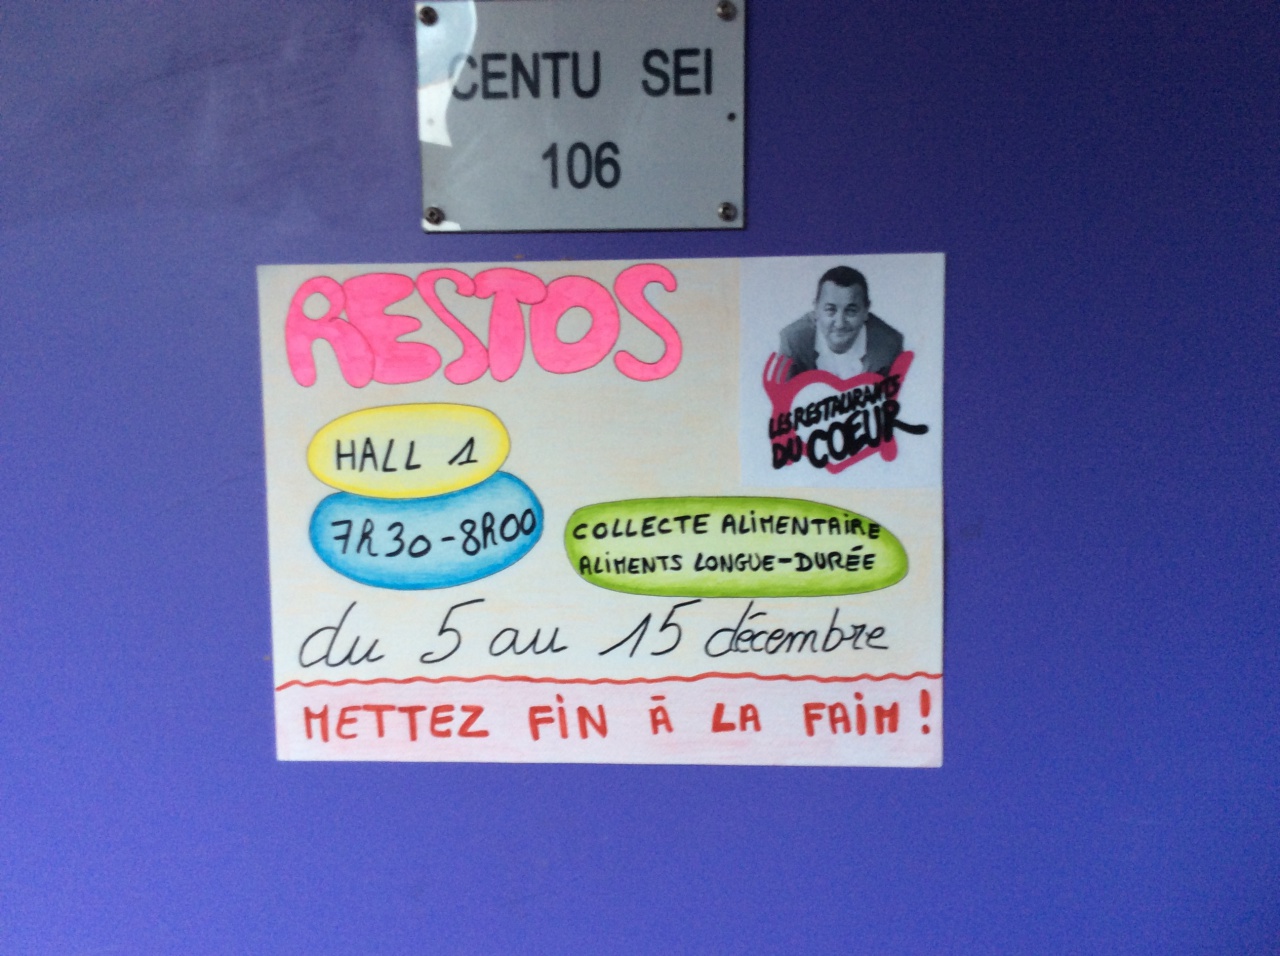 CENTU SEI
106
RESTOS
LES RESTAURANTS
DU COEUR
HALL 1
7h30-8h00
COLLECTE ALIMENTAIRE
ALIMENTS LONGUE-DURÉE
du 5 au 15 décembre
METTEZ FIN À LA FAIM !